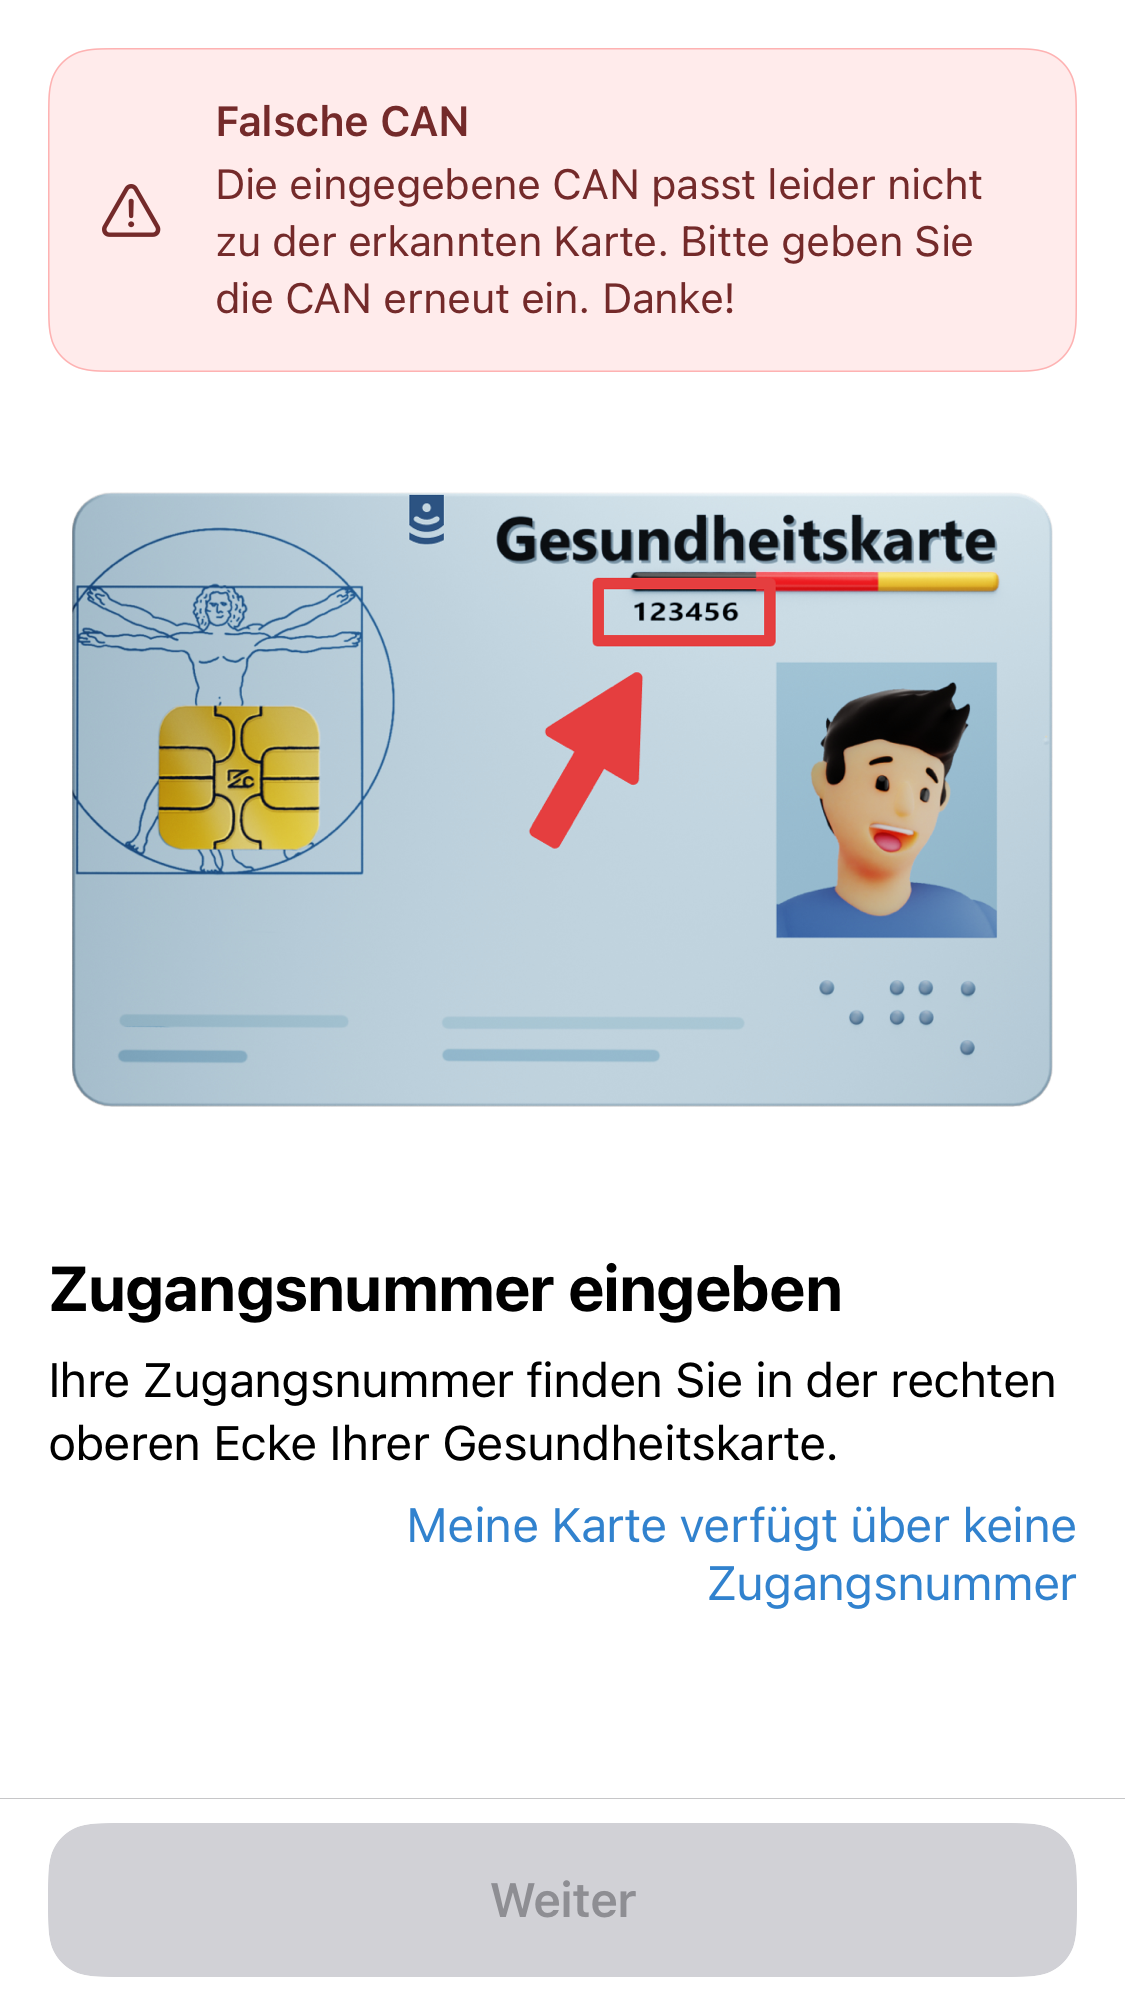 Falsche CAN
Die eingegebene CAN passt leider nicht
zu der erkannten Karte. Bitte geben Sie
die CAN erneut ein. Danke!
Gesundheitskarte
123456
Zugangsnummer eingeben
Ihre Zugangsnummer finden Sie in der rechten
oberen Ecke Ihrer Gesundheitskarte.
Meine Karte verfügt über keine
Zugangsnummer
Weiter